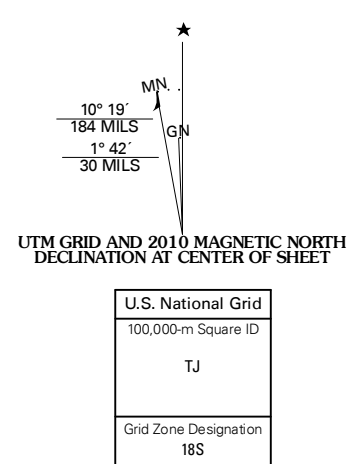 MN
10° 19´
184 MILS
GN
1° 42´
30 MILS
UTM GRID AND 2010 MAGNETIC NORTH
DECLINATION AT CENTER OF SHEET
U.S. National Grid
100,000-m Square ID
TJ
Grid Zone Designation
18S